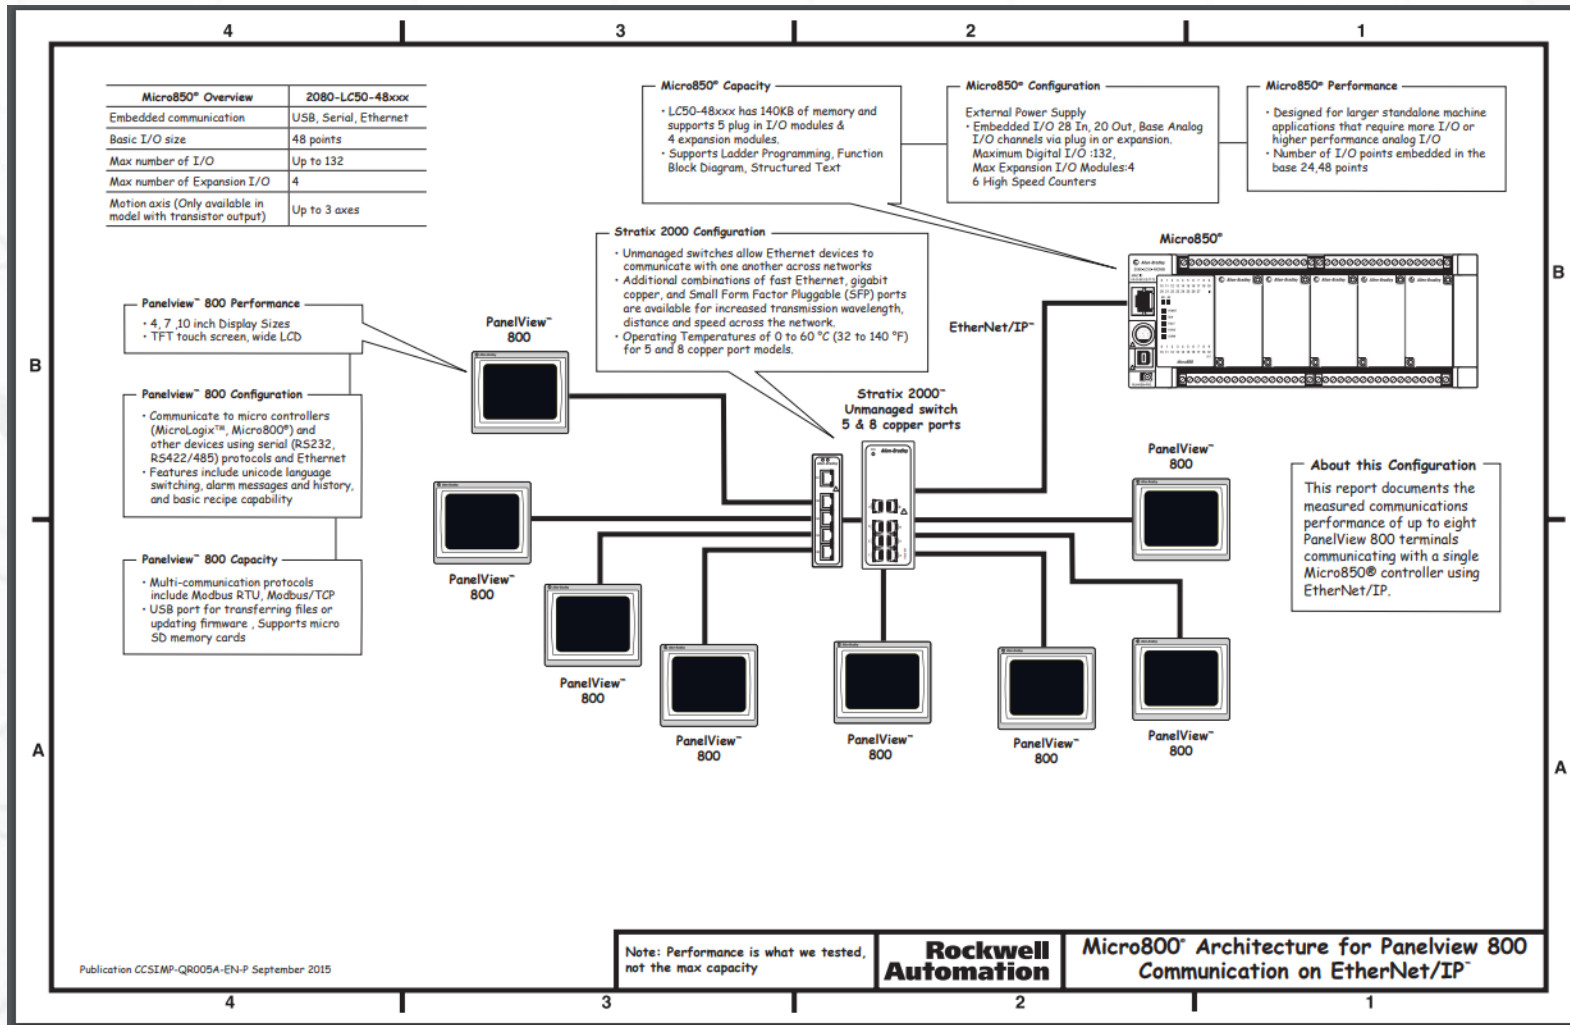 4
3
2
1
Micro850® Overview
2080-LC50-48xxx
Embedded communication
USB, Serial, Ethernet
Basic I/O size
48 points
Max number of I/O
Up to 132
Max number of Expansion I/O
4
Motion axis (Only available in
model with transistor output)
Up to 3 axes
Micro850® Capacity
• LC50-48xxx has 140KB of memory and
supports 5 plug in I/O modules &
4 expansion modules.
• Supports Ladder Programming, Function
Block Diagram, Structured Text
Micro850® Configuration
External Power Supply
• Embedded I/O 28 In, 20 Out, Base Analog
I/O channels via plug in or expansion.
Maximum Digital I/O :132,
Max Expansion I/O Modules:4
6 High Speed Counters
Micro850® Performance
• Designed for larger standalone machine
applications that require more I/O or
higher performance analog I/O
• Number of I/O points embedded in the
base 24,48 points
Stratix 2000 Configuration
• Unmanaged switches allow Ethernet devices to
communicate with one another across networks
• Additional combinations of fast Ethernet, gigabit
copper, and Small Form Factor Pluggable (SFP) ports
are available for increased transmission wavelength,
distance and speed across the network.
• Operating Temperatures of 0 to 60 °C (32 to 140 °F)
for 5 and 8 copper port models.
Micro850®
Allen-Bradley
Allen-Bradley
Allen-Bradley
Allen-Bradley
Allen-Bradley
Allen-Bradley
Micro850
B
B
Panelview™ 800 Performance
• 4, 7 ,10 inch Display Sizes
• TFT touch screen, wide LCD
PanelView™
800
EtherNet/IP™
Panelview™ 800 Configuration
• Communicate to micro controllers
(MicroLogix™, Micro800®) and
other devices using serial (RS232,
RS422/485) protocols and Ethernet
• Features include unicode language
switching, alarm messages and history,
and basic recipe capability
Stratix 2000™
Unmanaged switch
5 & 8 copper ports
Allen-Bradley
Allen-Bradley
PanelView™
800
About this Configuration
This report documents the
measured communications
performance of up to eight
PanelView 800 terminals
communicating with a single
Micro850® controller using
EtherNet/IP.
Panelview™ 800 Capacity
• Multi-communication protocols
include Modbus RTU, Modbus/TCP
• USB port for transferring files or
updating firmware , Supports micro
SD memory cards
PanelView™
800
PanelView™
800
PanelView™
800
PanelView™
800
PanelView™
800
PanelView™
800
A
A
Publication CCSIMP-QR005A-EN-P September 2015
Note: Performance is what we tested,
not the max capacity
Rockwell
Automation
Micro800® Architecture for Panelview 800
Communication on EtherNet/IP™
4
3
2
1